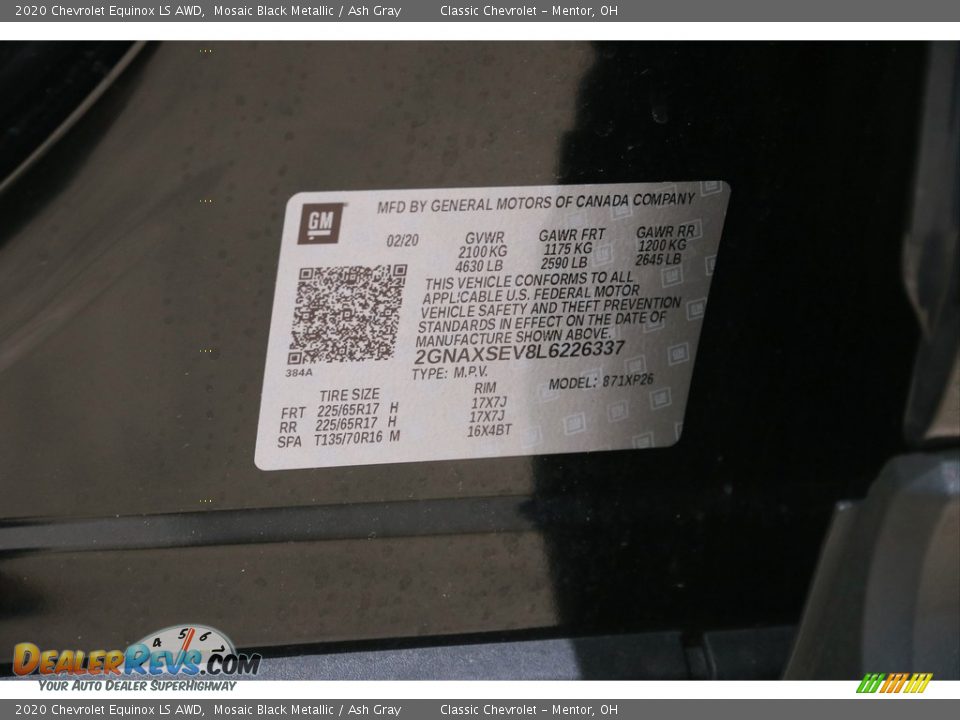 2020 Chevrolet Equinox LS AWD, Mosaic Black Metallic / Ash Gray Classic Chevrolet - Mentor, OH
GM
MFD BY GENERAL MOTORS OF CANADA COMPANY
02/20
GVWR GAWR FRT GAWR RR
2100 KG 1175 KG 1200 KG
4630 LB 2590 LB 2645 LB
THIS VEHICLE CONFORMS TO ALL
APPLICABLE U.S. FEDERAL MOTOR
VEHICLE SAFETY AND THEFT PREVENTION
STANDARDS IN EFFECT ON THE DATE OF
MANUFACTURE SHOWN ABOVE.
2GNAXSEV8L6226337
384A
TYPE: M.P.V. MODEL: 871XP26
TIRE SIZE RIM
FRT 225/65R17 H 17X7J
RR 225/65R17 H 17X7J
SPA T135/70R16 M 16X4BT
4 5 6
DEALERREVS.COM
YOUR AUTO DEALER SUPERHIGHWAY
2020 Chevrolet Equinox LS AWD, Mosaic Black Metallic / Ash Gray Classic Chevrolet - Mentor, OH